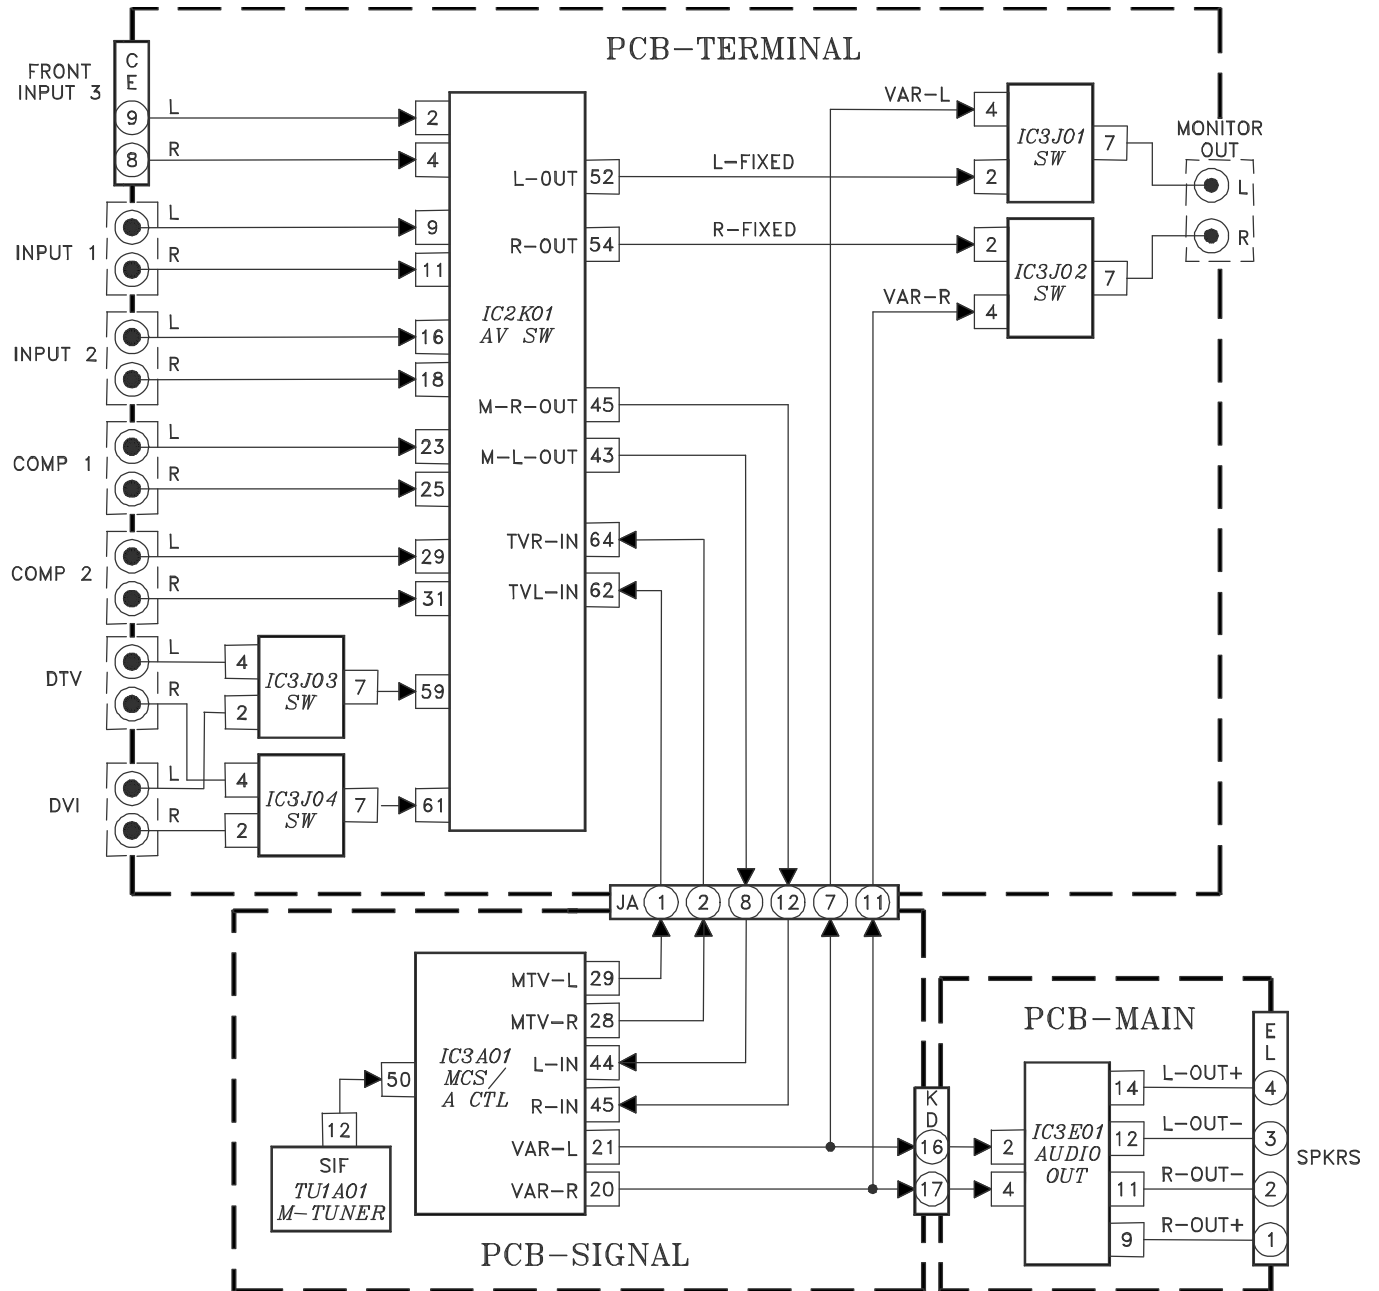 PCB-TERMINAL
C
E
FRONT
INPUT 3
9
L
2
8
R
4
L-OUT
52
L-FIXED
VAR-L
4
IC3J01
SW
2
7
MONITOR
OUT
L
R
INPUT 1
L
9
R
11
R-OUT
54
R-FIXED
2
IC3J02
SW
7
VAR-R
4
IC2K01
AV SW
INPUT 2
L
16
R
18
M-R-OUT
45
M-L-OUT
43
COMP 1
L
23
R
25
TVR-IN
64
TVL-IN
62
COMP 2
L
29
R
31
DTV
L
R
4
2
IC3J03
SW
7
59
DVI
L
R
4
2
IC3J04
SW
7
61
JA
1
2
8
12
7
11
MTV-L
29
MTV-R
28
L-IN
44
R-IN
45
VAR-L
21
VAR-R
20
IC3A01
MCS/
A CTL
50
12
SIF
TU1A01
M-TUNER
PCB-SIGNAL
K
D
16
17
PCB-MAIN
2
4
IC3E01
AUDIO
OUT
14
L-OUT+
12
L-OUT-
11
R-OUT-
9
R-OUT+
E
L
4
3
2
1
SPKRS